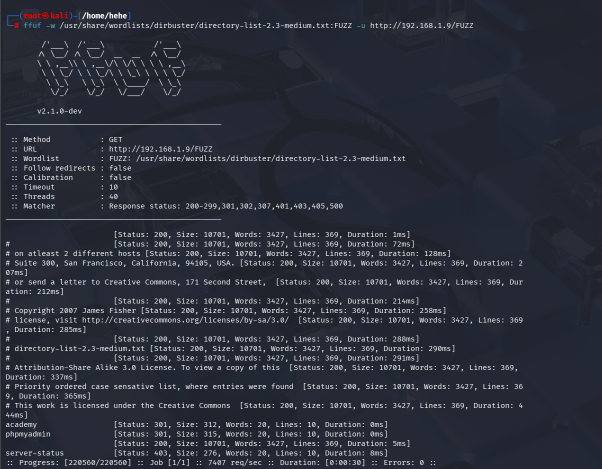 (root㉿kali)-[/home/hehe]
# ffuf -w /usr/share/wordlists/dirbuster/directory-list-2.3-medium.txt:FUZZ -u http://192.168.1.9/FUZZ
v2.1.0-dev
:: Method : GET
:: URL : http://192.168.1.9/FUZZ
:: Wordlist : FUZZ: /usr/share/wordlists/dirbuster/directory-list-2.3-medium.txt
:: Follow redirects : false
:: Calibration : false
:: Timeout : 10
:: Threads : 40
:: Matcher : Response status: 200-299,301,302,307,401,403,405,500
[Status: 200, Size: 10701, Words: 3427, Lines: 369, Duration: 1ms]
# [Status: 200, Size: 10701, Words: 3427, Lines: 369, Duration: 72ms]
# on atleast 2 different hosts [Status: 200, Size: 10701, Words: 3427, Lines: 369, Duration: 128ms]
# Suite 300, San Francisco, California, 94105, USA. [Status: 200, Size: 10701, Words: 3427, Lines: 369, Duration: 2
07ms]
# or send a letter to Creative Commons, 171 Second Street, [Status: 200, Size: 10701, Words: 3427, Lines: 369, Dur
ation: 212ms]
# [Status: 200, Size: 10701, Words: 3427, Lines: 369, Duration: 214ms]
# Copyright 2007 James Fisher [Status: 200, Size: 10701, Words: 3427, Lines: 369, Duration: 258ms]
# license, visit http://creativecommons.org/licenses/by-sa/3.0/ [Status: 200, Size: 10701, Words: 3427, Lines: 369
, Duration: 285ms]
# [Status: 200, Size: 10701, Words: 3427, Lines: 369, Duration: 288ms]
# directory-list-2.3-medium.txt [Status: 200, Size: 10701, Words: 3427, Lines: 369, Duration: 290ms]
# [Status: 200, Size: 10701, Words: 3427, Lines: 369, Duration: 291ms]
# Attribution-Share Alike 3.0 License. To view a copy of this [Status: 200, Size: 10701, Words: 3427, Lines: 369,
Duration: 337ms]
# Priority ordered case sensative list, where entries were found [Status: 200, Size: 10701, Words: 3427, Lines: 36
9, Duration: 365ms]
# This work is licensed under the Creative Commons [Status: 200, Size: 10701, Words: 3427, Lines: 369, Duration: 4
44ms]
academy [Status: 301, Size: 312, Words: 20, Lines: 10, Duration: 0ms]
phpmyadmin [Status: 301, Size: 315, Words: 20, Lines: 10, Duration: 0ms]
[Status: 200, Size: 10701, Words: 3427, Lines: 369, Duration: 5ms]
server-status [Status: 403, Size: 276, Words: 20, Lines: 10, Duration: 8ms]
:: Progress: [220560/220560] :: Job [1/1] :: 7407 req/sec :: Duration: [0:00:30] :: Errors: 0 ::